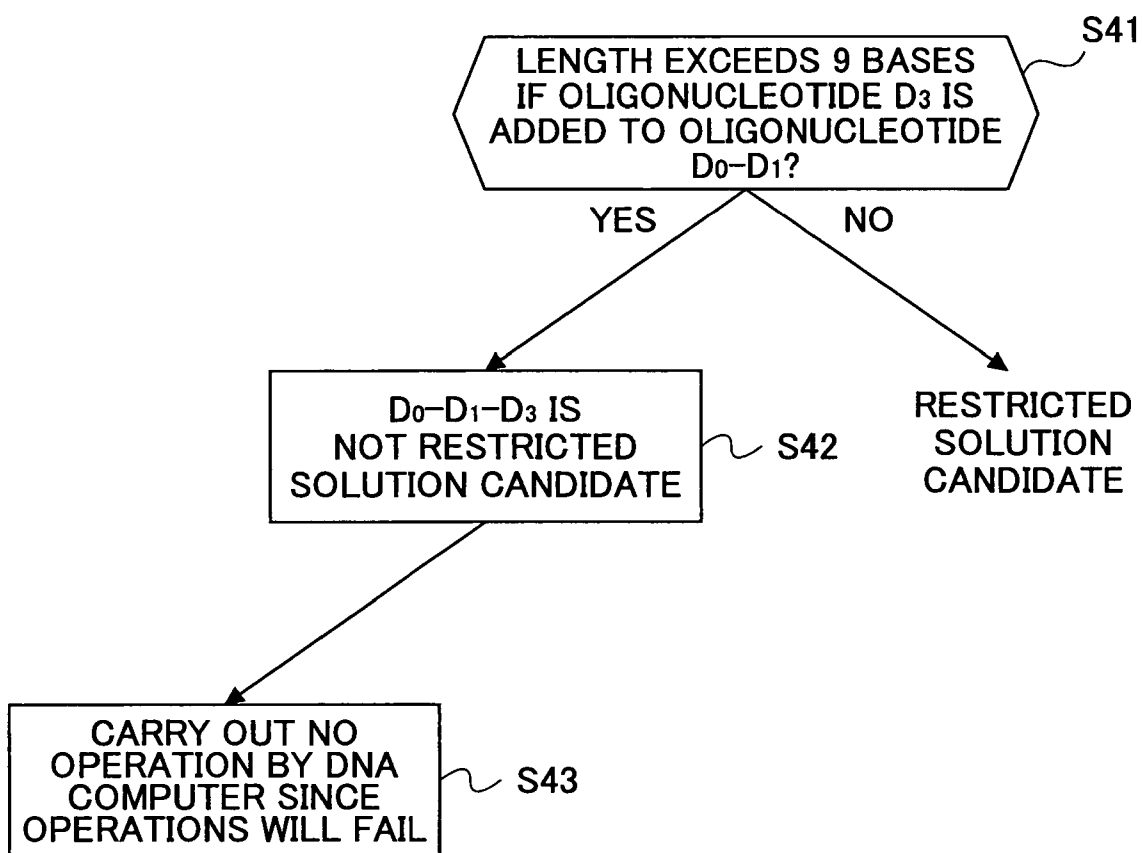 S41
LENGTH EXCEEDS 9 BASES
IF OLIGONUCLEOTIDE D3 IS
ADDED TO OLIGONUCLEOTIDE
D0-D1?
YES
NO
D0-D1-D3 IS
NOT RESTRICTED
SOLUTION CANDIDATE
S42
RESTRICTED
SOLUTION
CANDIDATE
CARRY OUT NO
OPERATION BY DNA
COMPUTER SINCE
OPERATIONS WILL FAIL
S43